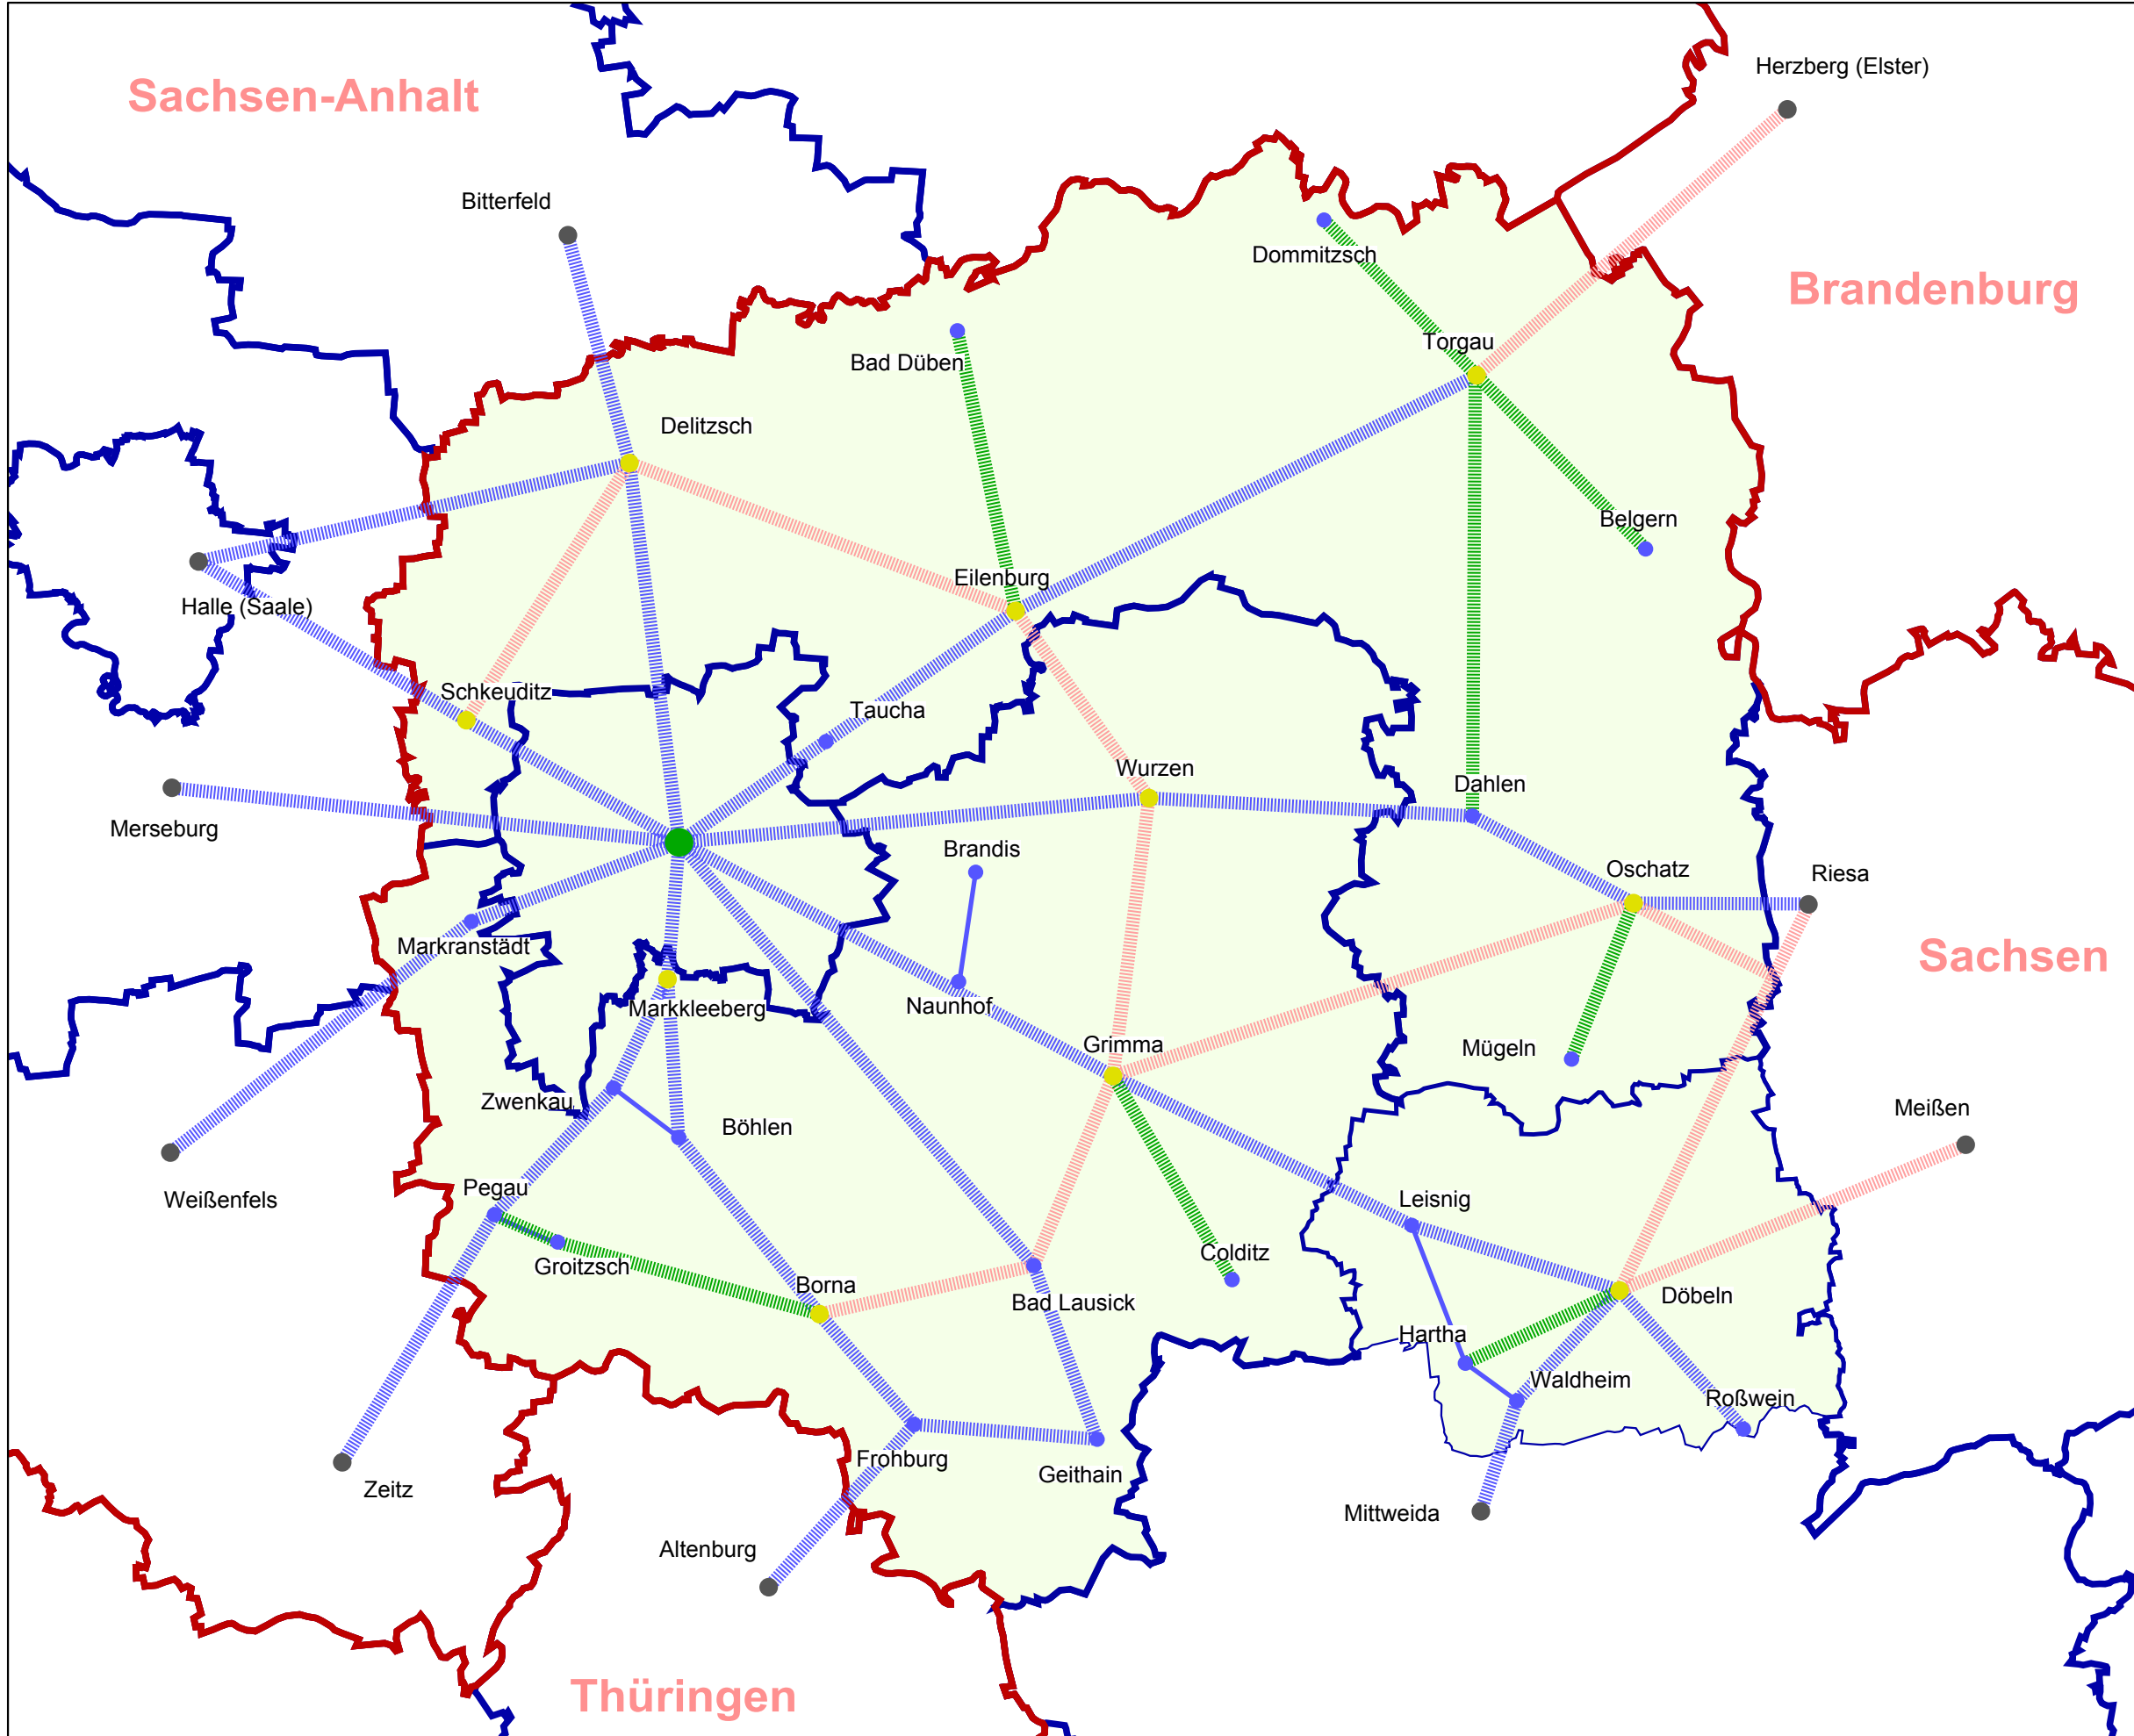 Herzberg (Elster)
Sachsen-Anhalt
Bitterfeld
Dommitzsch
Brandenburg
Torgau
Bad Düben
Delitzsch
Belgern
Eilenburg
Halle (Saale)
Schkeuditz
Taucha
Wurzen
Dahlen
Merseburg
Brandis
Oschatz
Riesa
Markranstädt
Sachsen
Naunhof
Markkleeberg
Grimma
Mügeln
Zwenkau
Meißen
Böhlen
Pegau
Weißenfels
Leisnig
Colditz
Groitzsch
Borna
Döbeln
Bad Lausick
Hartha
Waldheim
Roßwein
Frohburg
Geithain
Zeitz
Mittweida
Altenburg
Thüringen